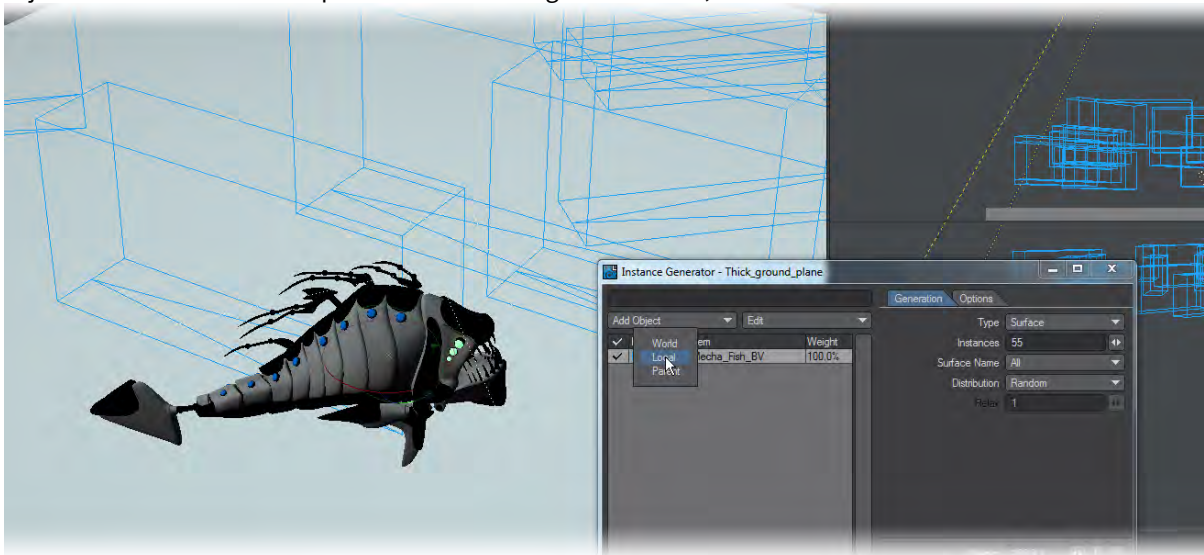 Instance Generator - Thick_ground_plane
Generation Options
Add Object Edit
Type Surface
Instances 55
Surface Name All
Distribution Random
Relax 1
Weight
World
Local
Parent
Mecha_Fish_BV 100.0%